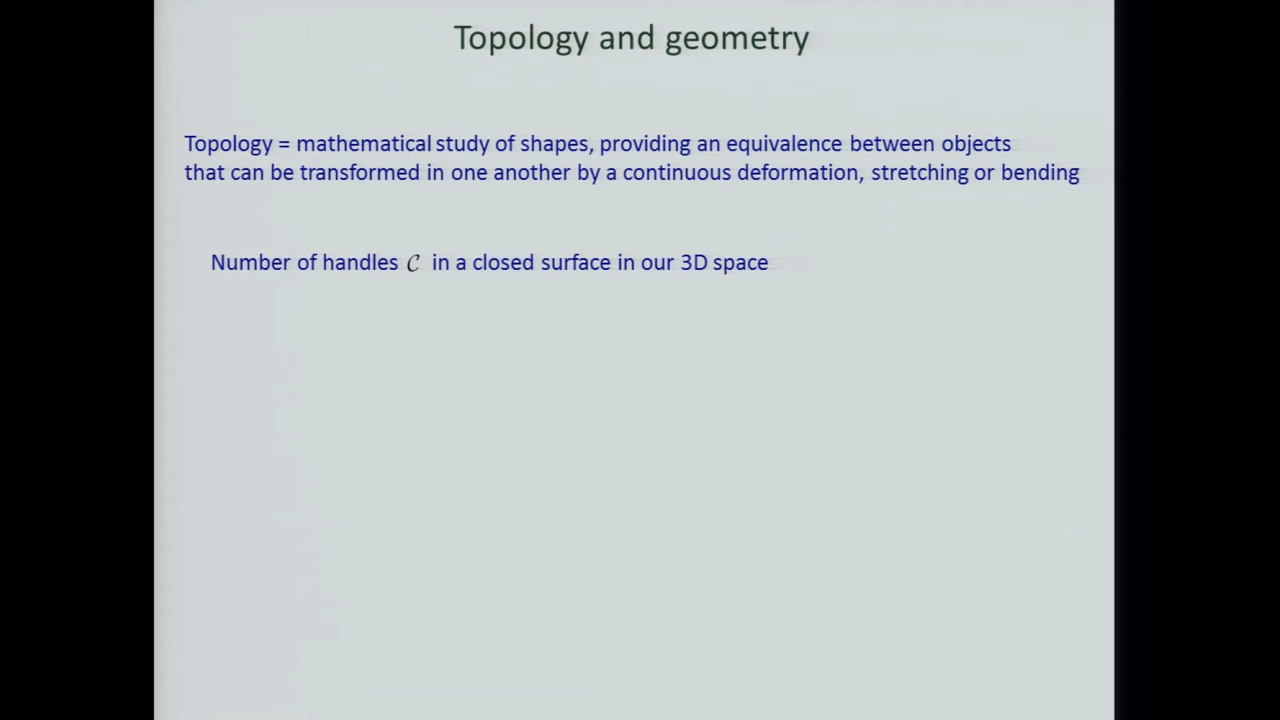 Topology and geometry
Topology = mathematical study of shapes, providing an equivalence between objects
that can be transformed in one another by a continuous deformation, stretching or bending
Number of handles 𝒞 in a closed surface in our 3D space